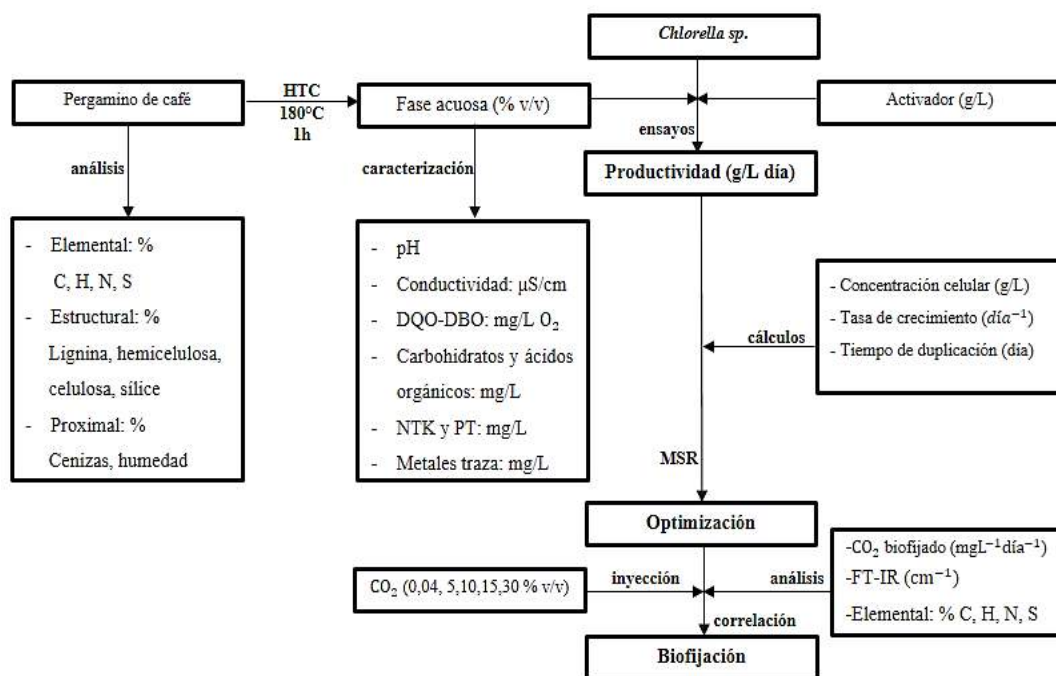 Chlorella sp.
Pergamino de café
HTC
180°C
1h
Fase acuosa (% v/v)
Activador (g/L)
ensayos
análisis
caracterización
Productividad (g/L día)
- Elemental: %
C, H, N, S
- Estructural: %
Lignina, hemicelulosa,
celulosa, sílice
- Proximal: %
Cenizas, humedad
- pH
- Conductividad: µS/cm
- DQO-DBO: mg/L O₂
- Carbohidratos y ácidos
orgánicos: mg/L
- NTK y PT: mg/L
- Metales traza: mg/L
- Concentración celular (g/L)
- Tasa de crecimiento (día⁻¹)
- Tiempo de duplicación (día)
cálculos
MSR
Optimización
CO₂ (0,04, 5,10,15,30 % v/v)
inyección
análisis
-CO₂ biofijado (mgL⁻¹día⁻¹)
-FT-IR (cm⁻¹)
-Elemental: % C, H, N, S
correlación
Biofijación